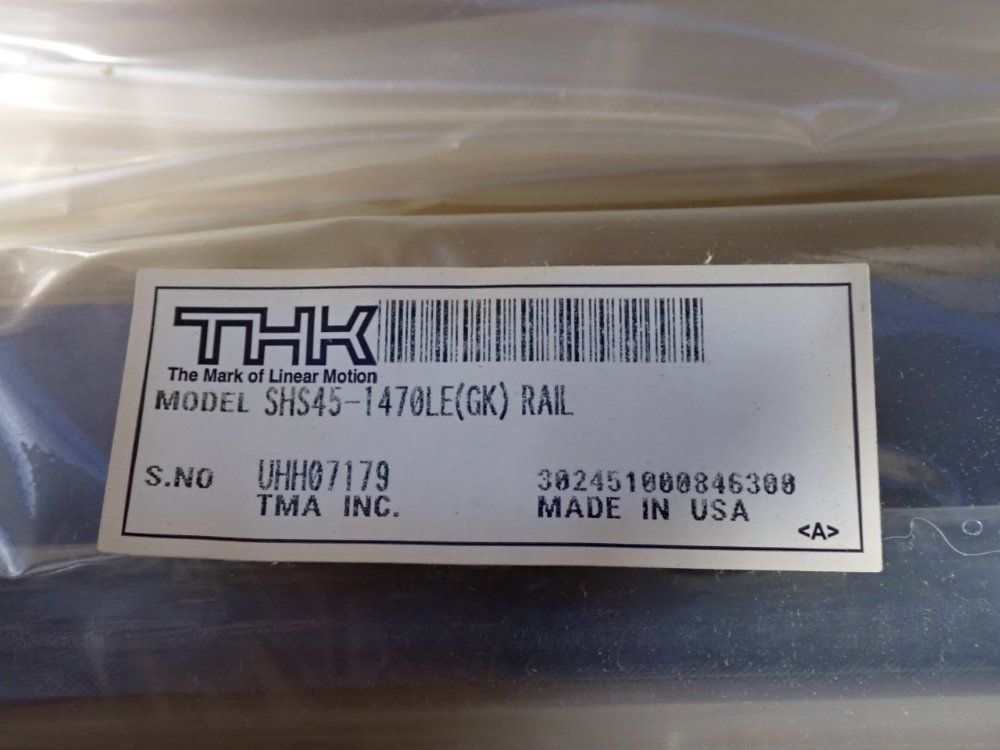 THK
The Mark of Linear Motion
MODEL SHS45-1470LE(GK) RAIL
S.NO UHH07179 302451000846300
TMA INC. MADE IN USA
<A>